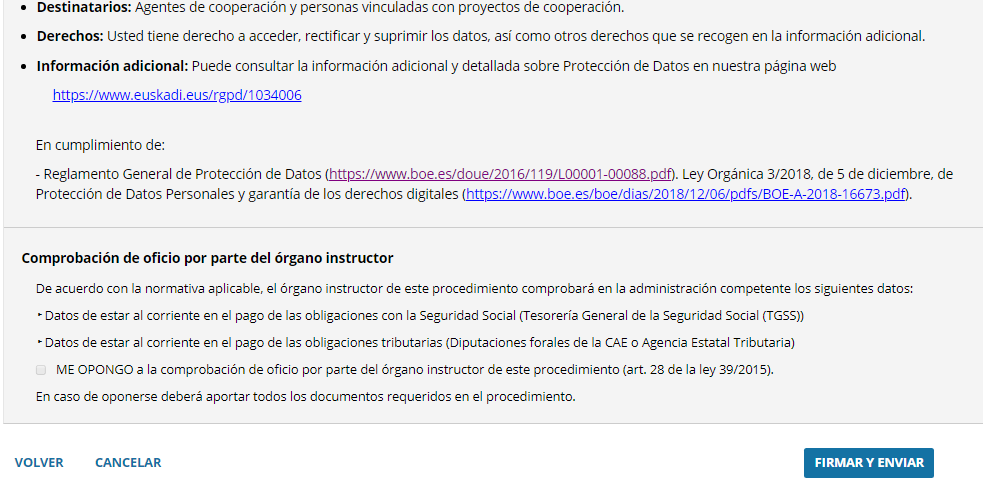 Destinatarios: Agentes de cooperación y personas vinculadas con proyectos de cooperación.
Derechos: Usted tiene derecho a acceder, rectificar y suprimir los datos, así como otros derechos que se recogen en la información adicional.
Información adicional: Puede consultar la información adicional y detallada sobre Protección de Datos en nuestra página web
https://www.euskadi.eus/rgpd/1034006
En cumplimiento de:
- Reglamento General de Protección de Datos (https://www.boe.es/doue/2016/119/L00001-00088.pdf). Ley Orgánica 3/2018, de 5 de diciembre, de
Protección de Datos Personales y garantía de los derechos digitales (https://www.boe.es/boe/dias/2018/12/06/pdfs/BOE-A-2018-16673.pdf).
Comprobación de oficio por parte del órgano instructor
De acuerdo con la normativa aplicable, el órgano instructor de este procedimiento comprobará en la administración competente los siguientes datos:
Datos de estar al corriente en el pago de las obligaciones con la Seguridad Social (Tesorería General de la Seguridad Social (TGSS))
Datos de estar al corriente en el pago de las obligaciones tributarias (Diputaciones forales de la CAE o Agencia Estatal Tributaria)
ME OPONGO a la comprobación de oficio por parte del órgano instructor de este procedimiento (art. 28 de la ley 39/2015).
En caso de oponerse deberá aportar todos los documentos requeridos en el procedimiento.
VOLVER CANCELAR FIRMAR Y ENVIAR